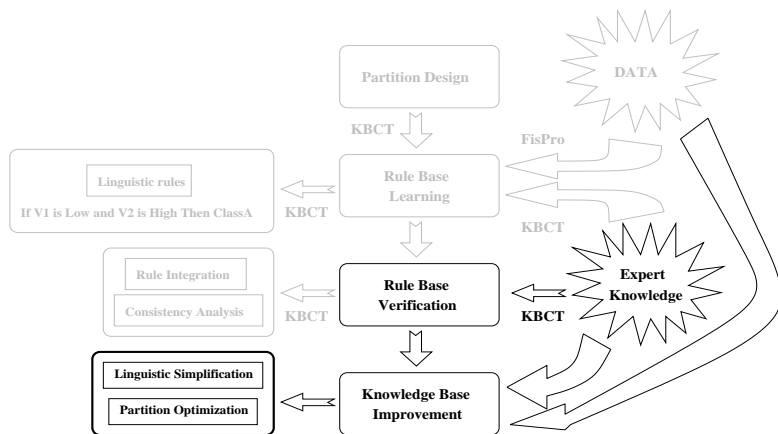 Partition Design
DATA
KBCT
FisPro
Rule Base
Learning
Linguistic rules
If V1 is Low and V2 is High Then ClassA
KBCT
KBCT
Rule Integration
Consistency Analysis
KBCT
Rule Base
Verification
KBCT
Expert
Knowledge
Linguistic Simplification
Partition Optimization
Knowledge Base
Improvement